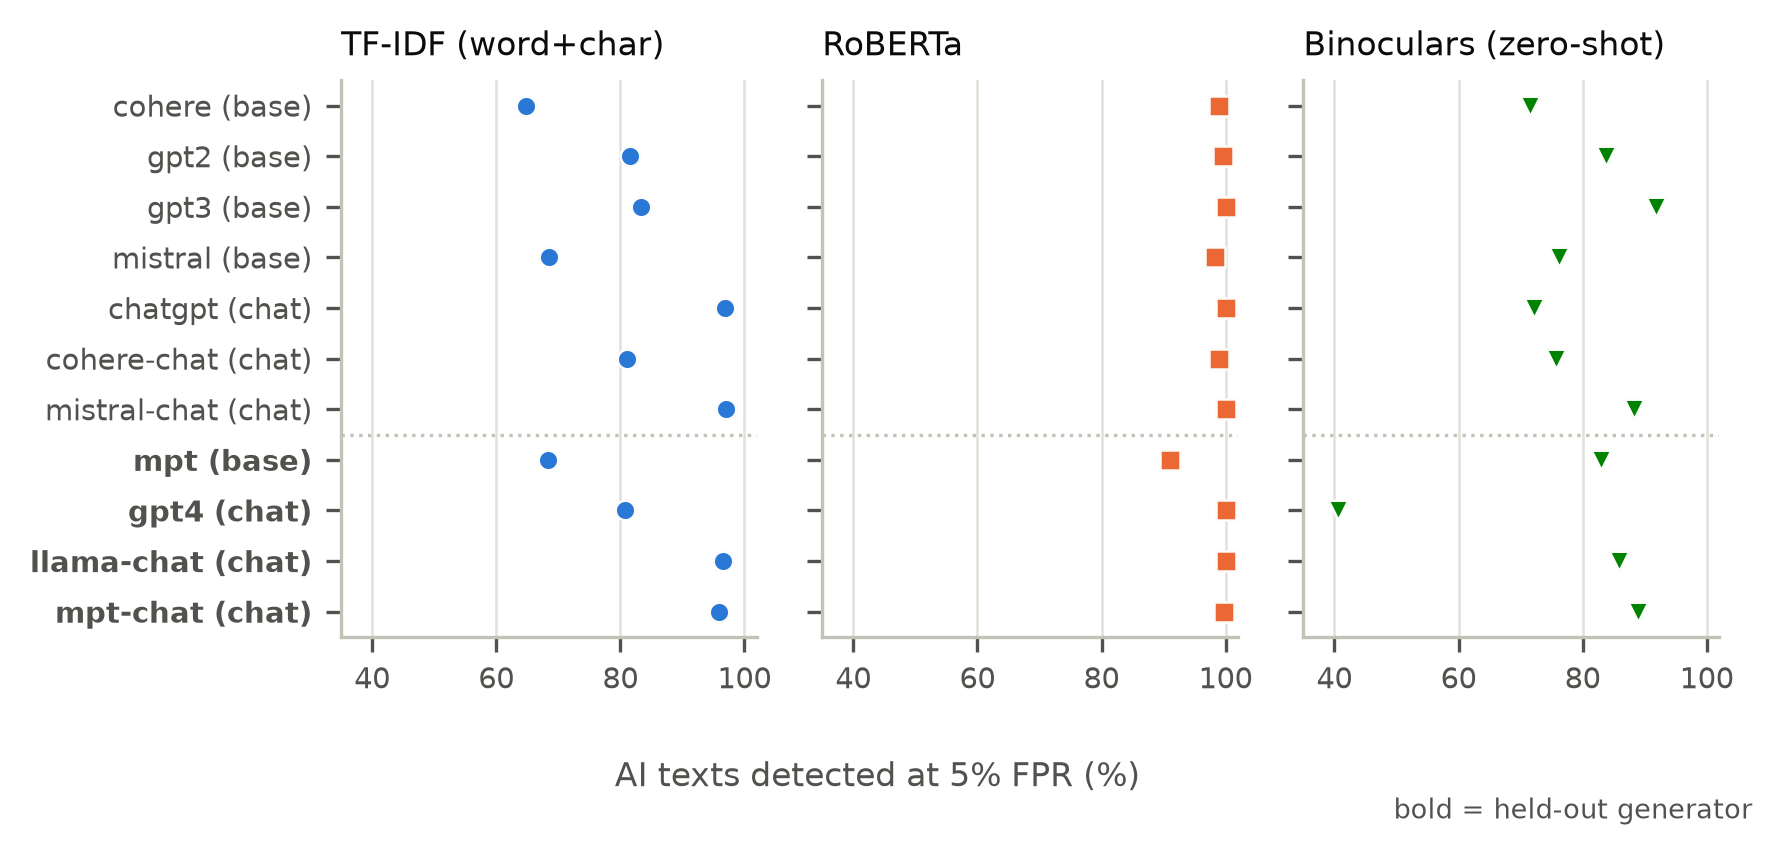 TF-IDF (word+char)
RoBERTa
Binoculars (zero-shot)
cohere (base)
gpt2 (base)
gpt3 (base)
mistral (base)
chatgpt (chat)
cohere-chat (chat)
mistral-chat (chat)
mpt (base)
gpt4 (chat)
llama-chat (chat)
mpt-chat (chat)
40 60 80 100
40 60 80 100
40 60 80 100
AI texts detected at 5% FPR (%)
bold = held-out generator